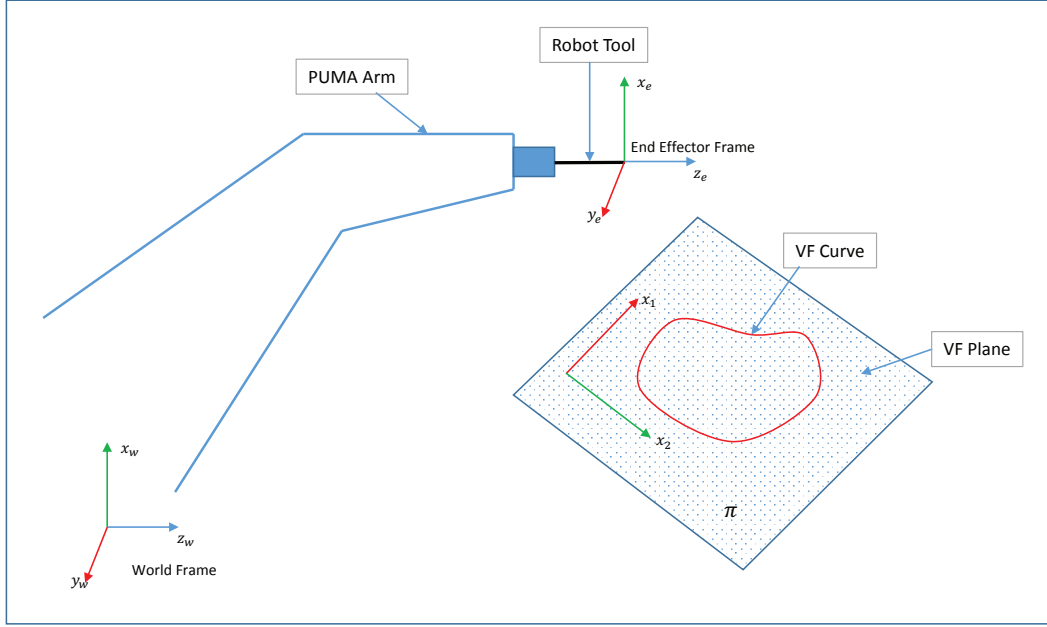 Robot Tool
PUMA Arm
x_e
End Effector Frame
z_e
y_e
VF Curve
x_1
VF Plane
x_2
π
x_w
z_w
y_w
World Frame